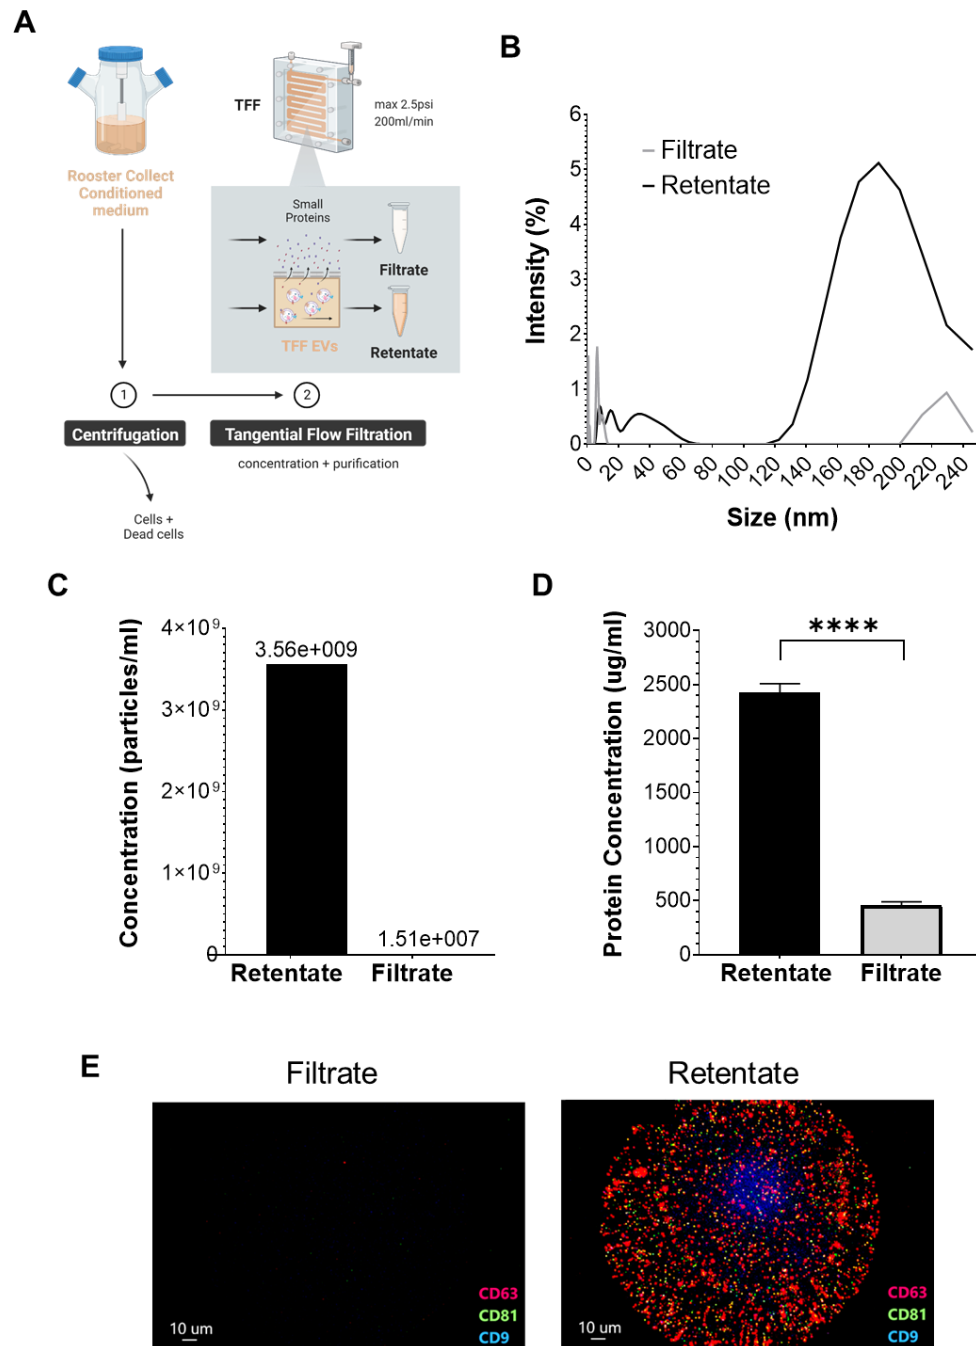 A
TFF
max 2.5psi
200ml/min
Rooster Collect
Conditioned
medium
Small
Proteins
Filtrate
TFF EVs
Retentate
1
2
Centrifugation
Tangential Flow Filtration
concentration + purification
Cells +
Dead cells
B
Filtrate
Retentate
Intensity (%)
6
5
4
3
2
1
0
0
20
40
60
80
100
120
140
160
180
200
220
240
Size (nm)
C
Concentration (particles/ml)
4×10⁹
3×10⁹
2×10⁹
1×10⁹
0
3.56e+009
1.51e+007
Retentate
Filtrate
D
Protein Concentration (ug/ml)
3000
2500
2000
1500
1000
500
0
****
Retentate
Filtrate
E
Filtrate
CD63
CD81
CD9
10 um
Retentate
CD63
CD81
CD9
10 um